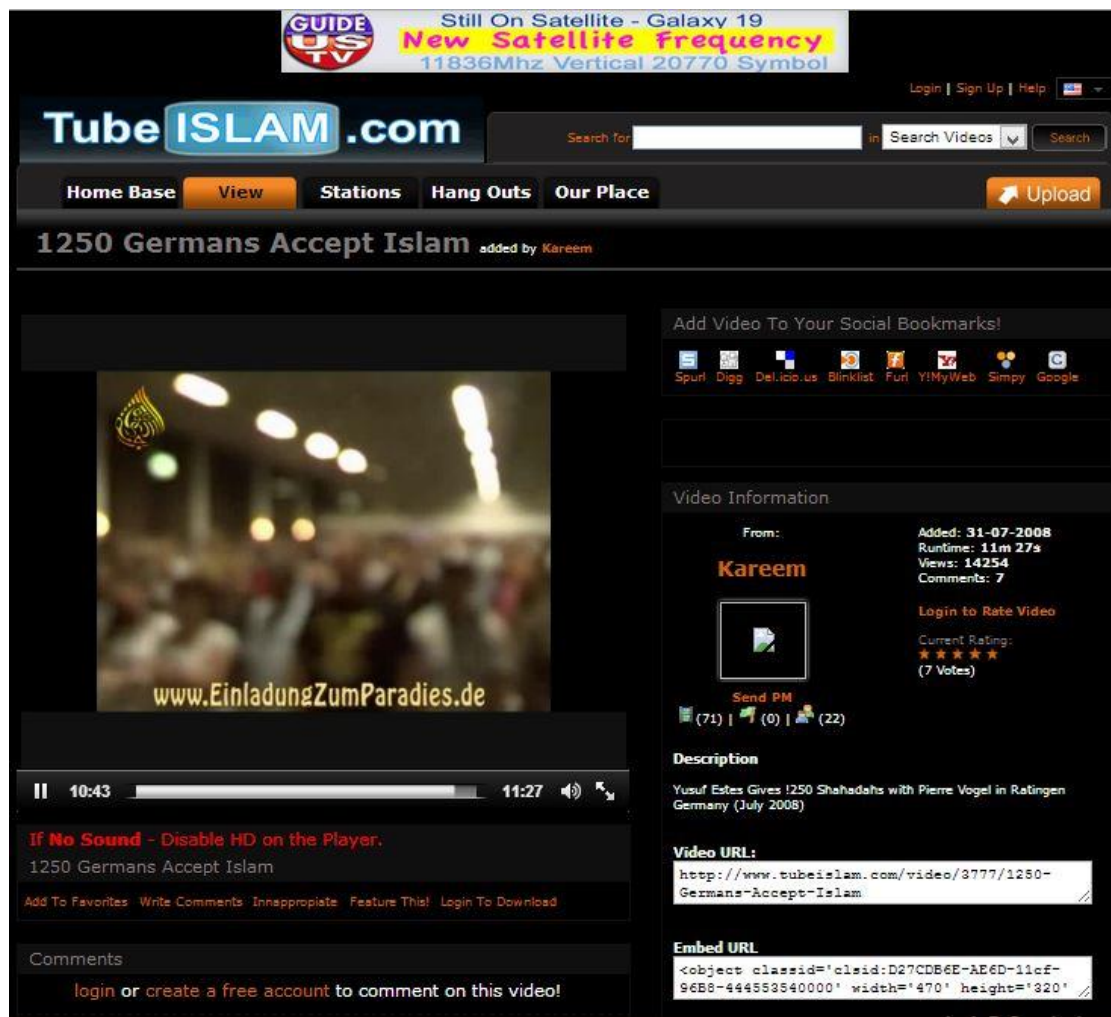 GUIDE US TV
Still On Satellite - Galaxy 19
New Satellite Frequency
11836Mhz Vertical 20770 Symbol
Login | Sign Up | Help
TubeISLAM.com
Search for
in
Search Videos
Search
Home Base
View
Stations
Hang Outs
Our Place
Upload
1250 Germans Accept Islam added by Kareem
www.EinladungZumParadies.de
10:43
11:27
If No Sound - Disable HD on the Player.
1250 Germans Accept Islam
Add To Favorites Write Comments Innappropiate Feature This! Login To Download
Comments
login or create a free account to comment on this video!
Add Video To Your Social Bookmarks!
Spurl Digg Del.icio.us Blinklist Furl Y!MyWeb Simpy Google
Video Information
From:
Kareem
Send PM
(71) | (0) | (22)
Added: 31-07-2008
Runtime: 11m 27s
Views: 14254
Comments: 7
Login to Rate Video
Current Rating:
(7 Votes)
Description
Yusuf Estes Gives !250 Shahadahs with Pierre Vogel in Ratingen
Germany (July 2008)
Video URL:
http://www.tubeislam.com/video/3777/1250-
Germans-Accept-Islam
Embed URL
<object classid='clsid:D27CDB6E-AE6D-11cf-
96B8-444553540000' width='470' height='320'